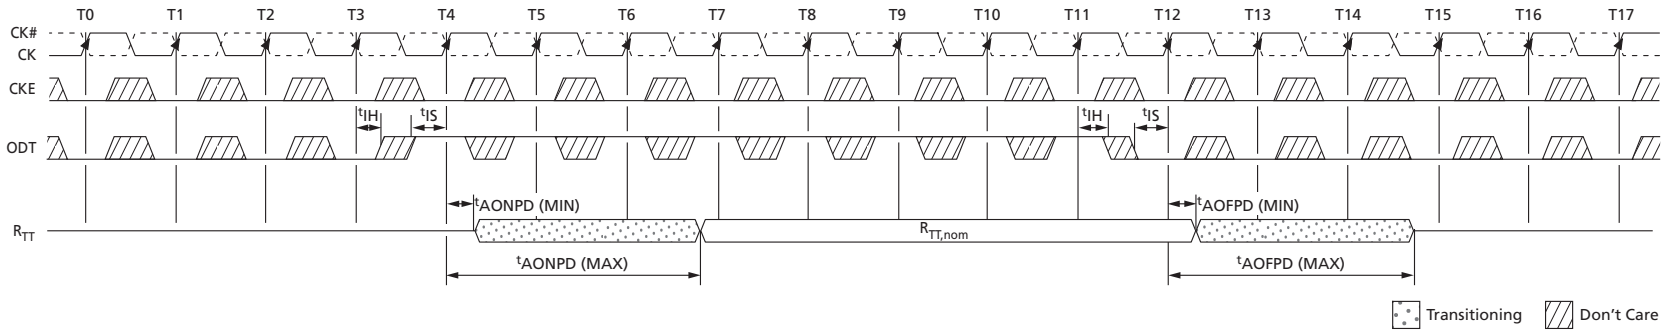 T0 T1 T2 T3 T4 T5 T6 T7 T8 T9 T10 T11 T12 T13 T14 T15 T16 T17
CK#
CK
CKE
tIH tIS tIH tIS
ODT
tAONPD (MIN) tAOFPD (MIN)
RTT RTT,nom
tAONPD (MAX) tAOFPD (MAX)
Transitioning Don't Care